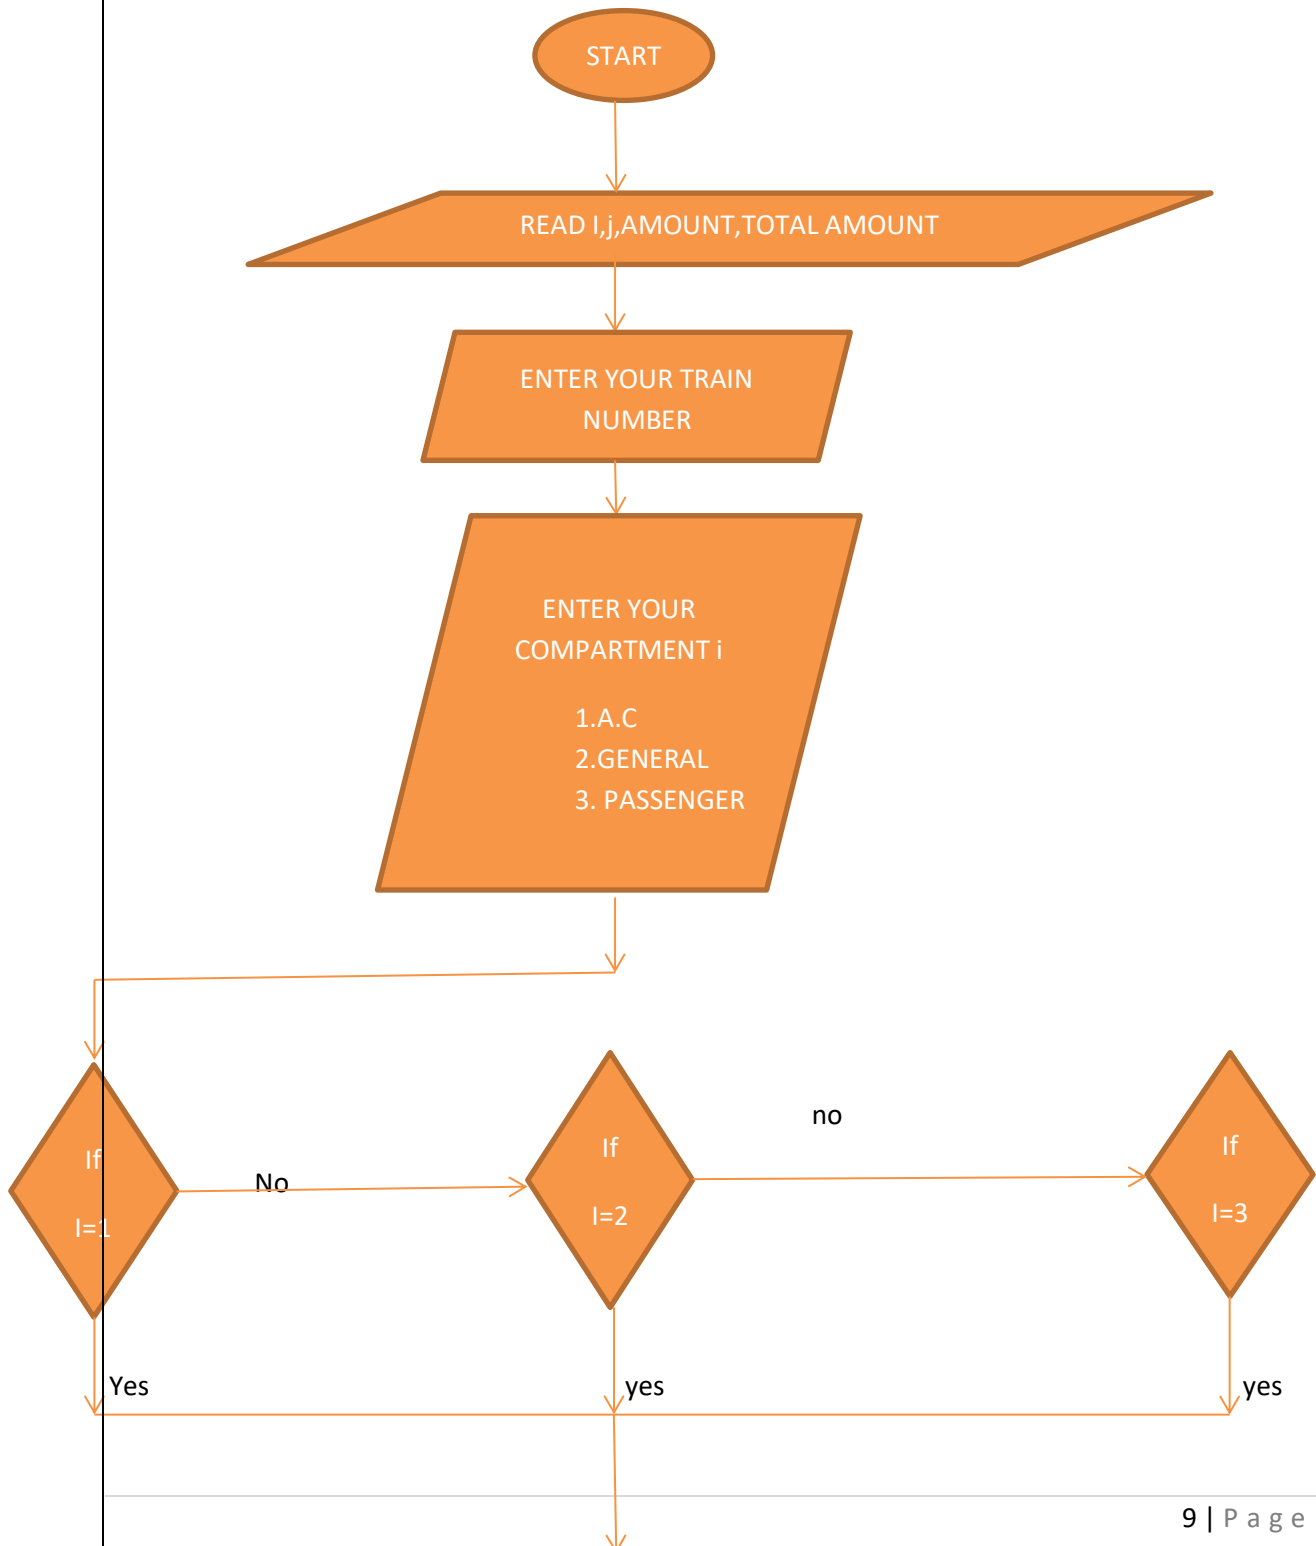 START
READ I,j,AMOUNT,TOTAL AMOUNT
ENTER YOUR TRAIN
NUMBER
ENTER YOUR
COMPARTMENT i
1.A.C
2.GENERAL
3. PASSENGER
If
I=1
No
If
I=2
no
If
I=3
Yes
yes
yes
9 | Page